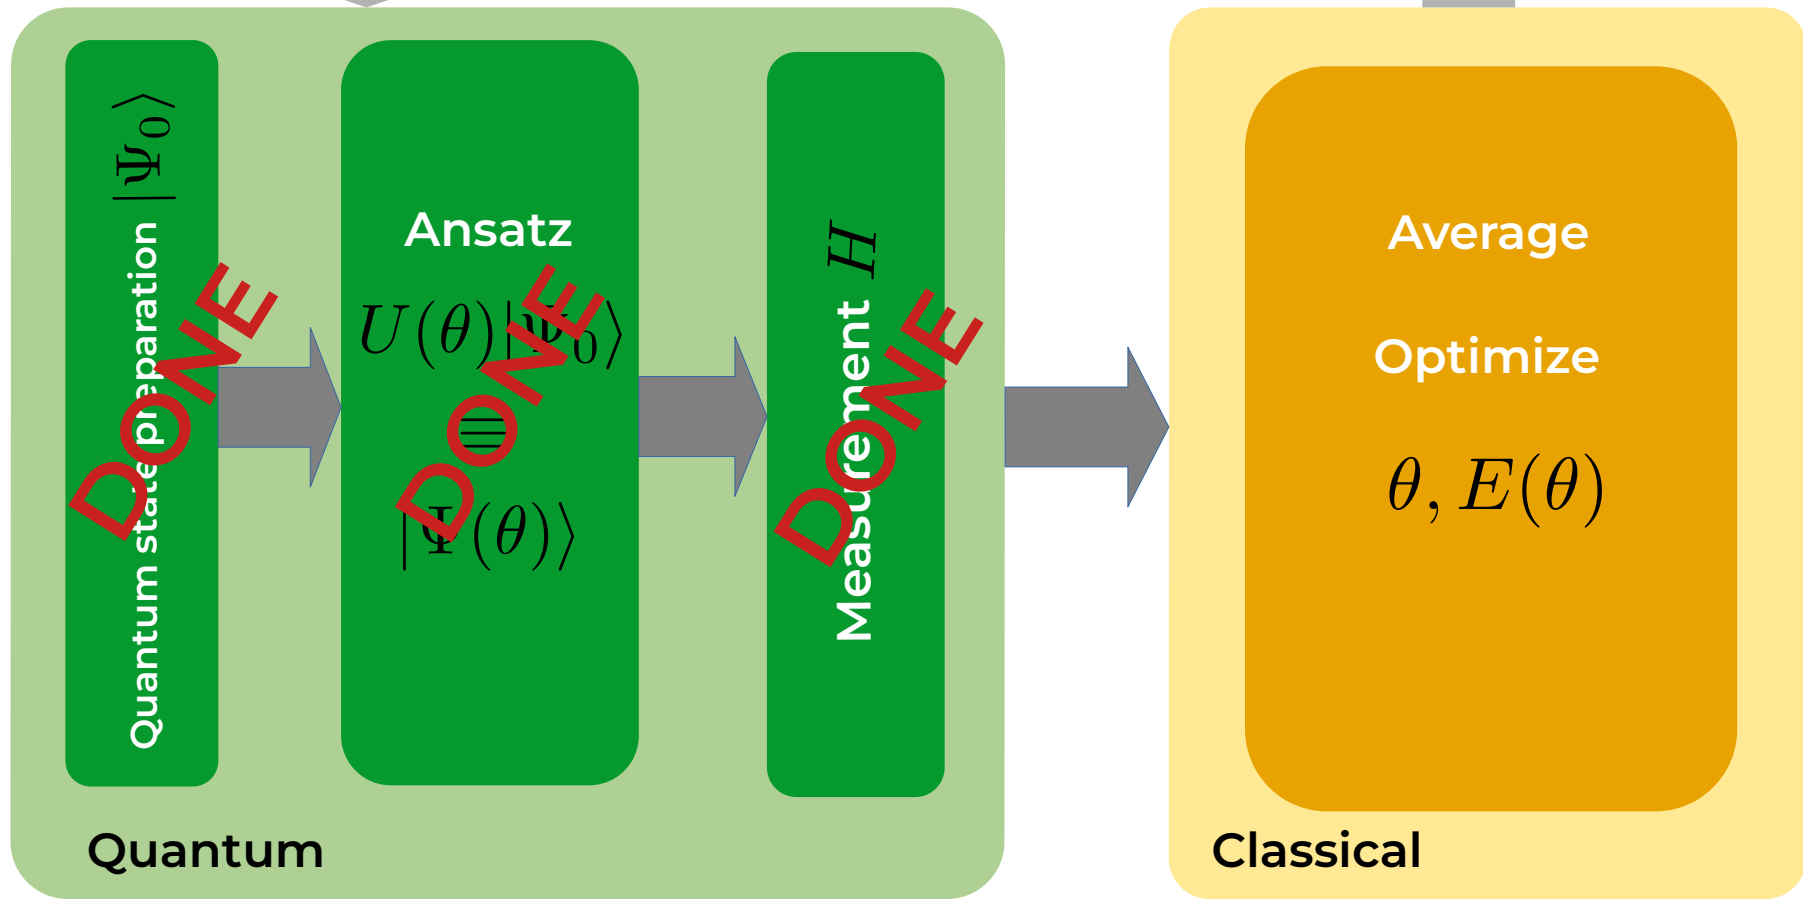 Quantum state preparation |Ψ₀⟩
DONE
Ansatz
U(θ)|Ψ₀⟩
≡
|Ψ(θ)⟩
DONE
Measurement H
DONE
Quantum
Average
Optimize
θ, E(θ)
Classical